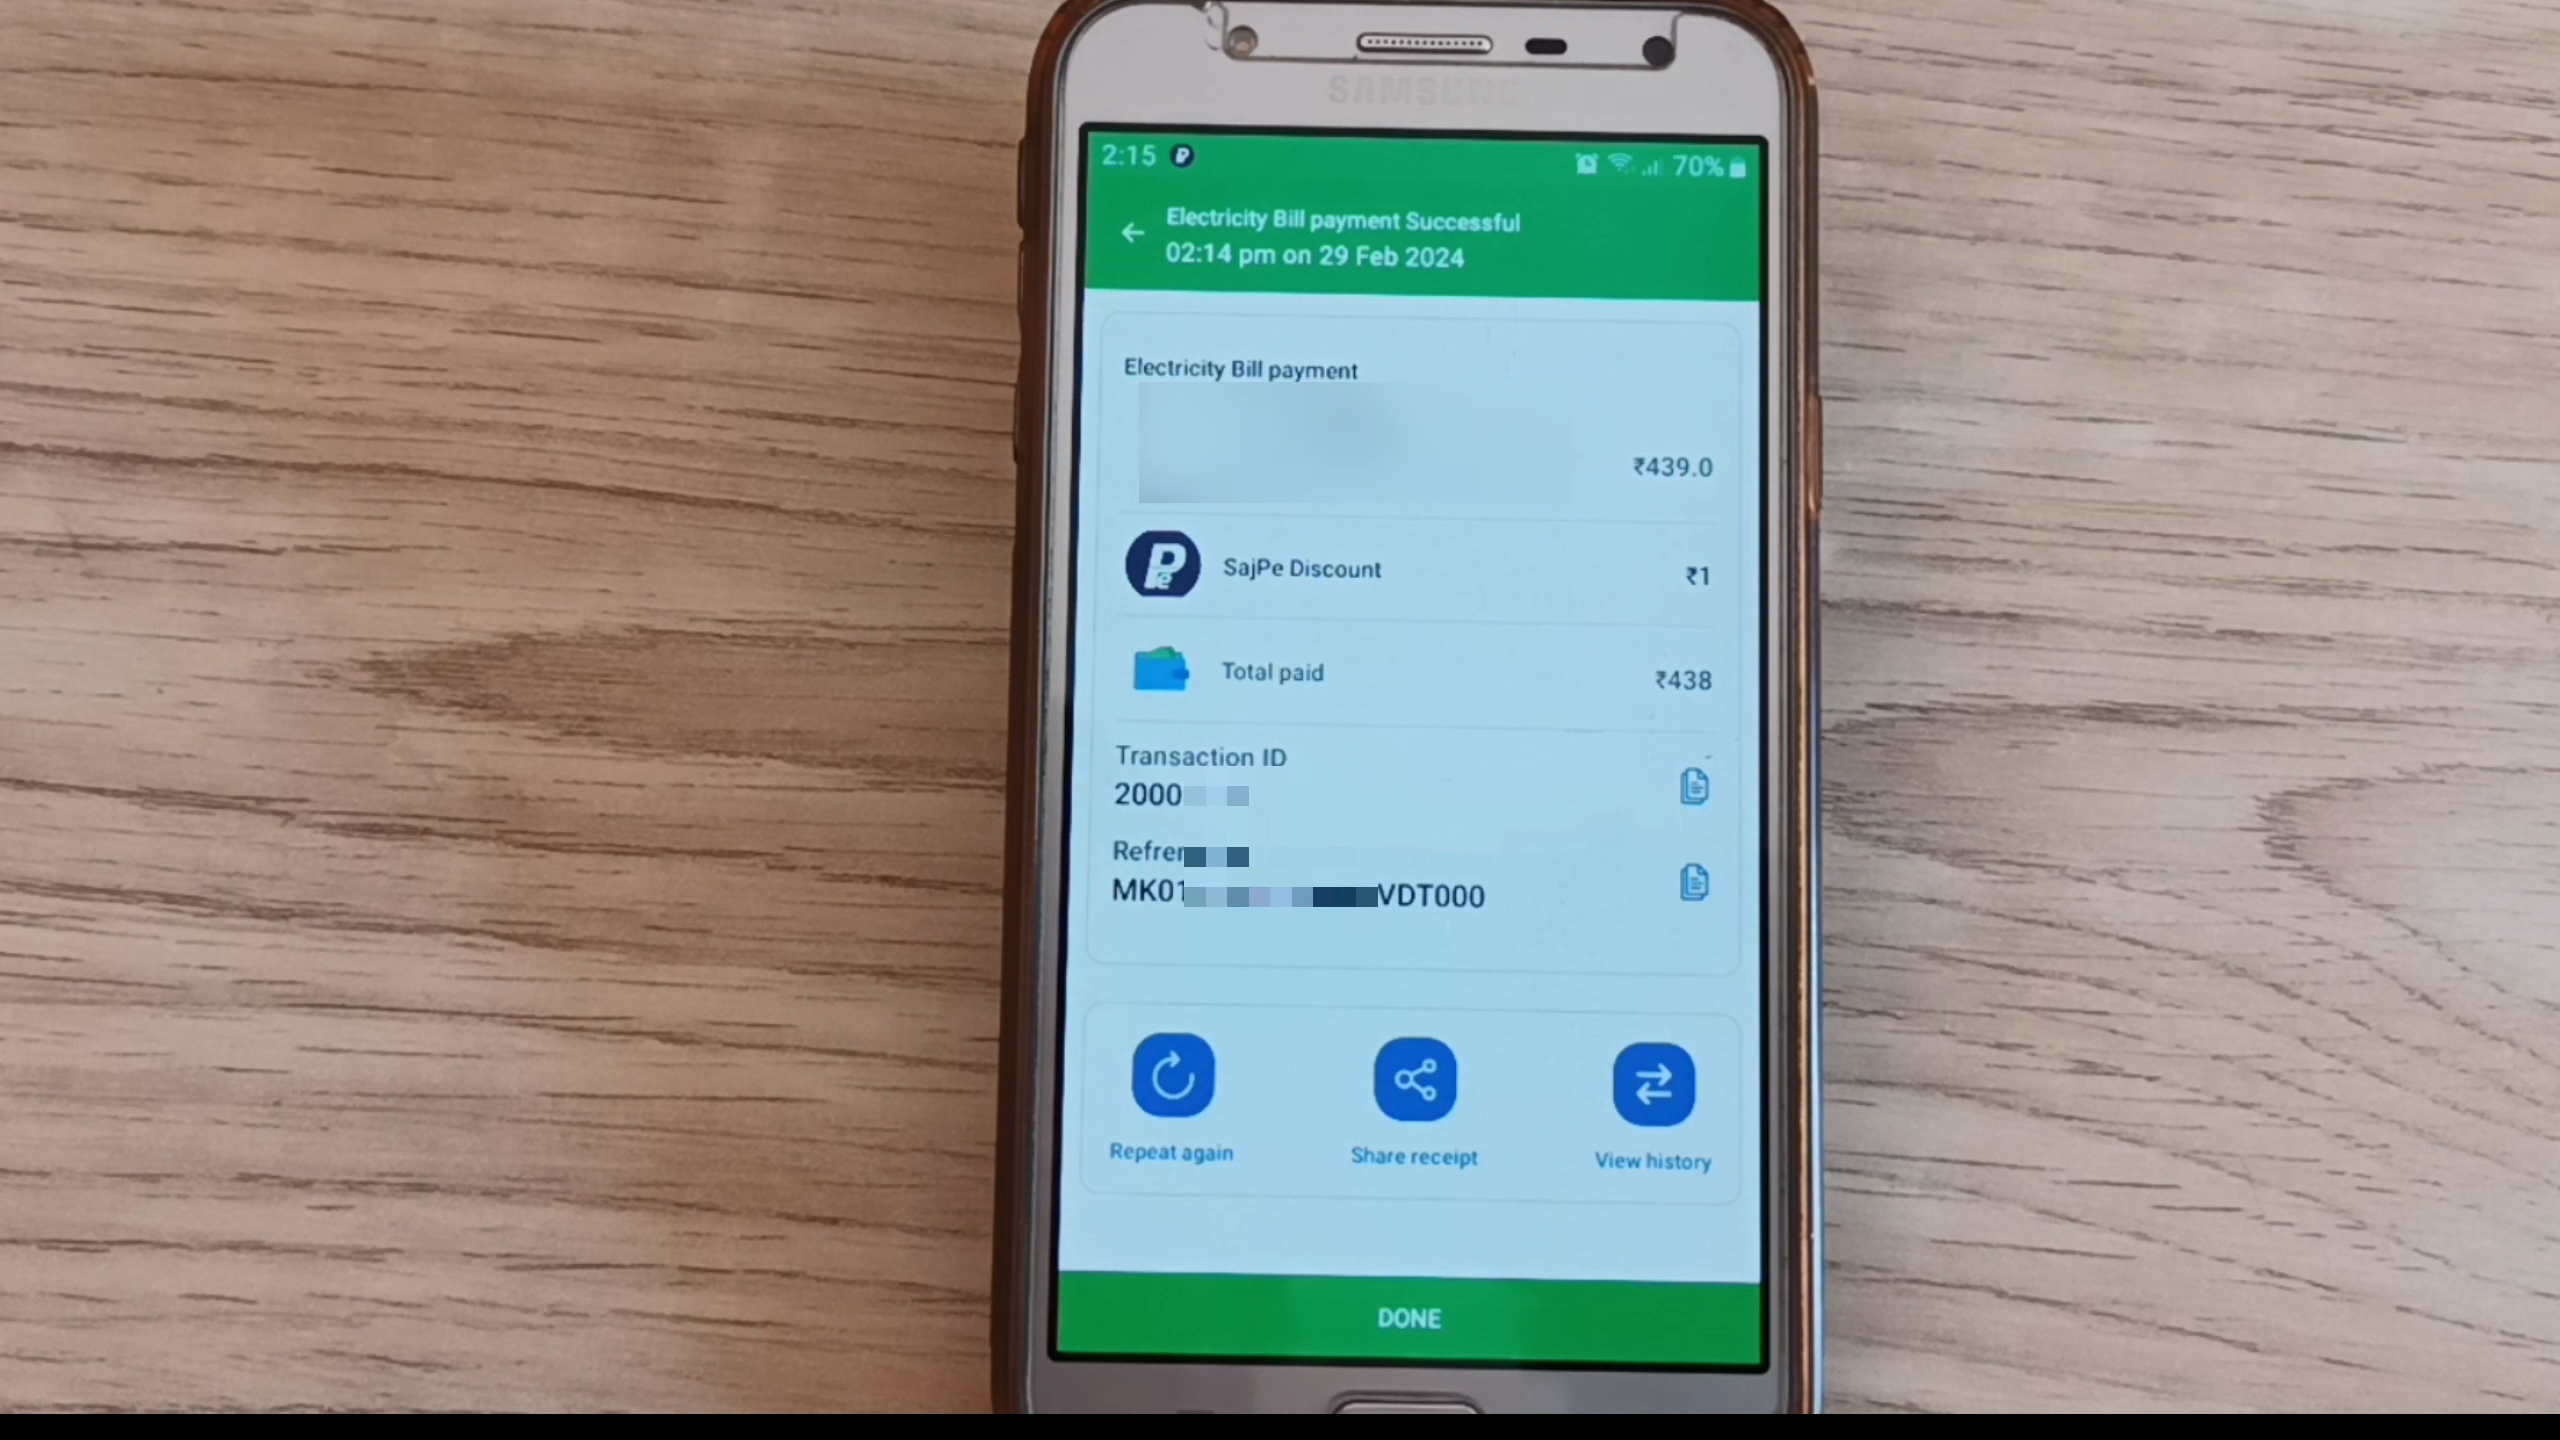 SAMSUNG
2:15
70%
Electricity Bill payment Successful
02:14 pm on 29 Feb 2024
Electricity Bill payment
₹439.0
SajPe Discount
₹1
Total paid
₹438
Transaction ID
2000
Refren
MK01 VDT000
Repeat again
Share receipt
View history
DONE